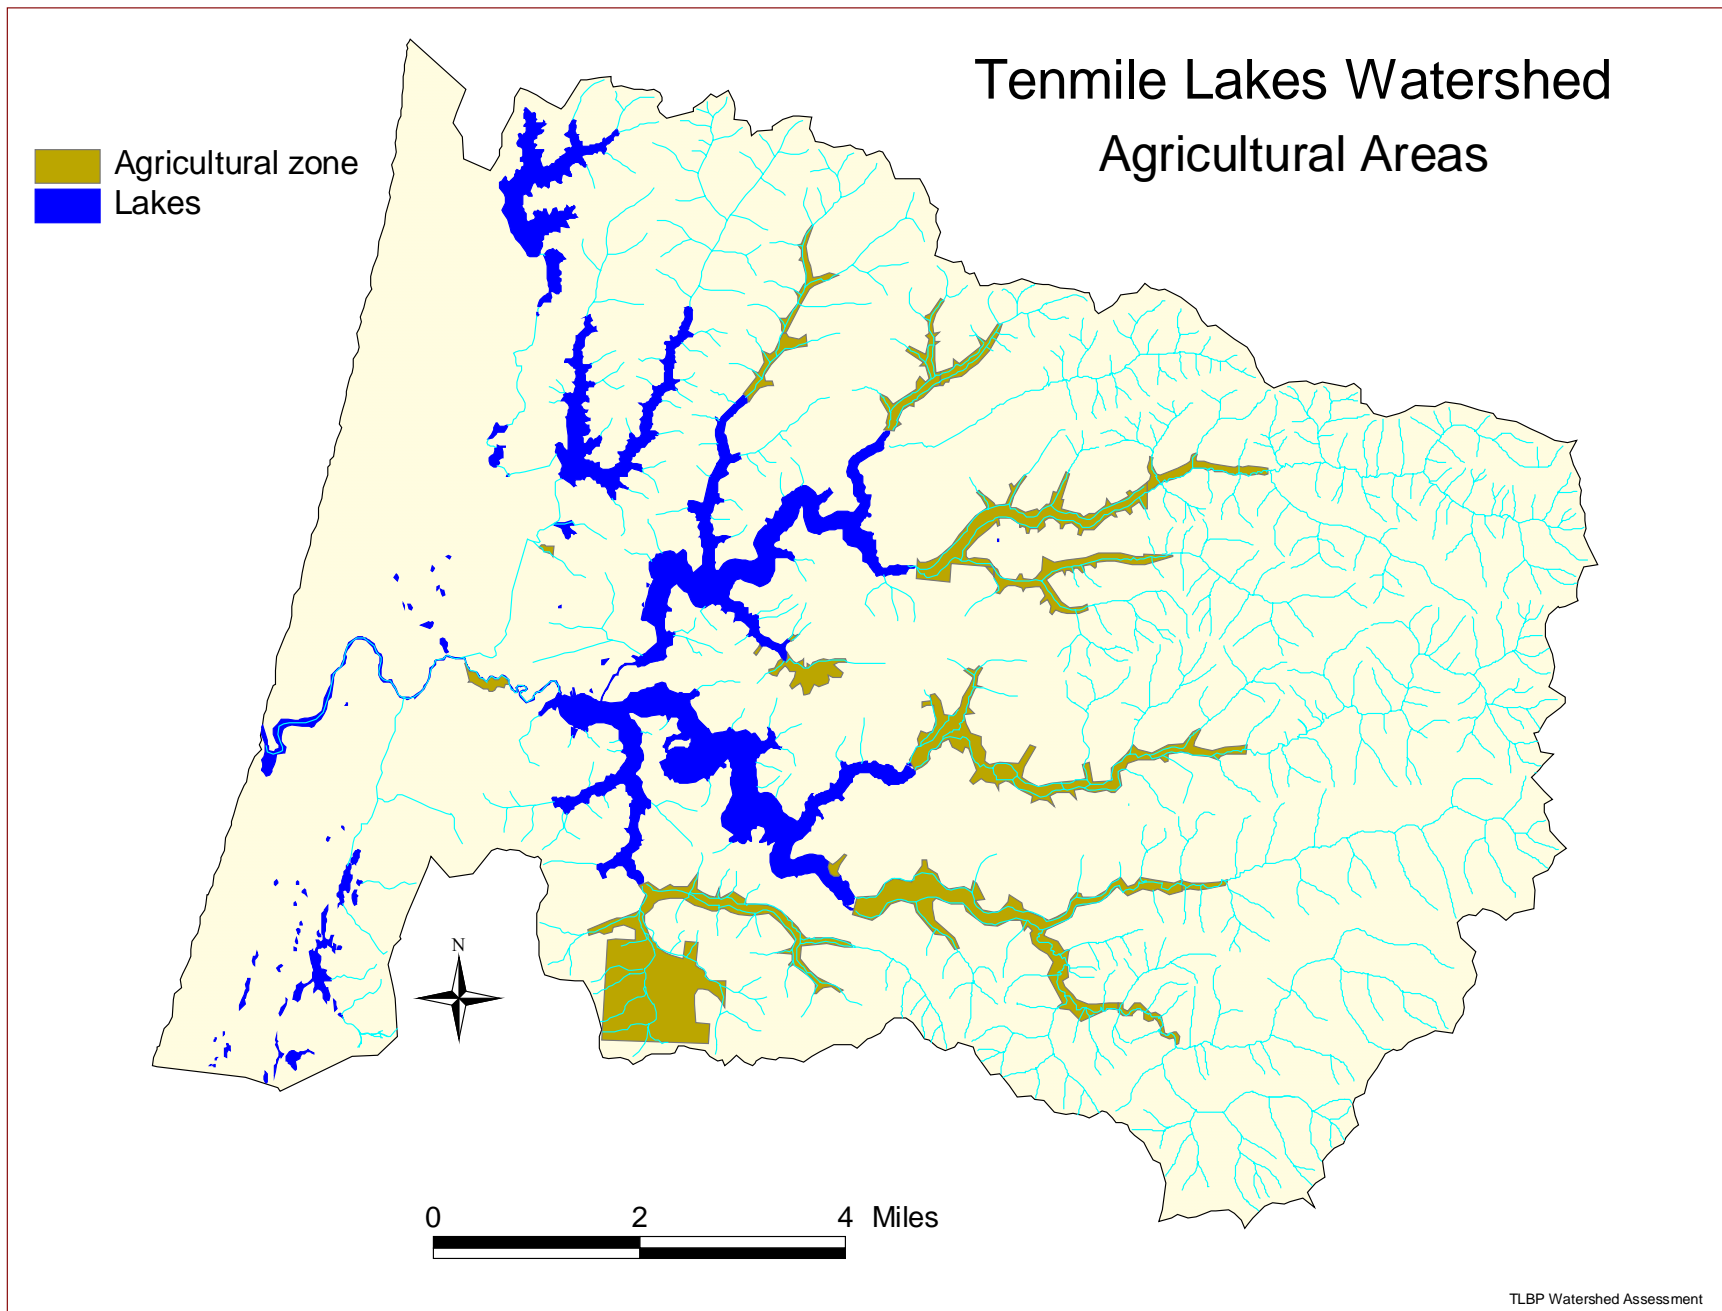 Tenmile Lakes Watershed
Agricultural Areas
Agricultural zone
Lakes
N
0 2 4 Miles
TLBP Watershed Assessment